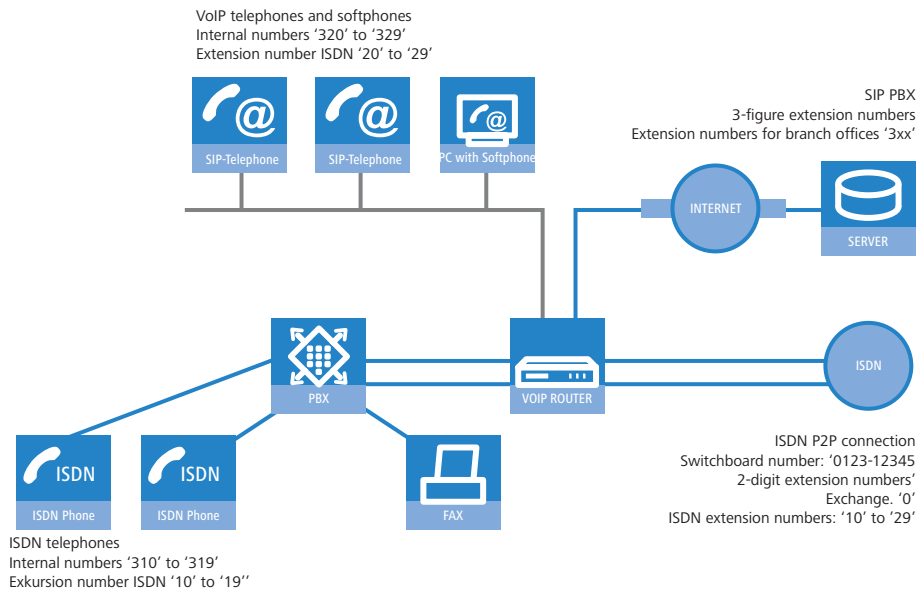 VoIP telephones and softphones
Internal numbers ‘320’ to ‘329’
Extension number ISDN ‘20’ to ‘29’
@
SIP-Telephone
@
SIP-Telephone
@
PC with Softphone
SIP PBX
3-figure extension numbers
Extension numbers for branch offices ‘3xx’
INTERNET
SERVER
PBX
VOIP ROUTER
ISDN
ISDN
ISDN Phone
ISDN
ISDN Phone
FAX
ISDN P2P connection
Switchboard number: ‘0123-12345
2-digit extension numbers’
Exchange. ‘0’
ISDN extension numbers: ‘10’ to ‘29’
ISDN telephones
Internal numbers ‘310’ to ‘319’
Exkursion number ISDN ‘10’ to ‘19’'